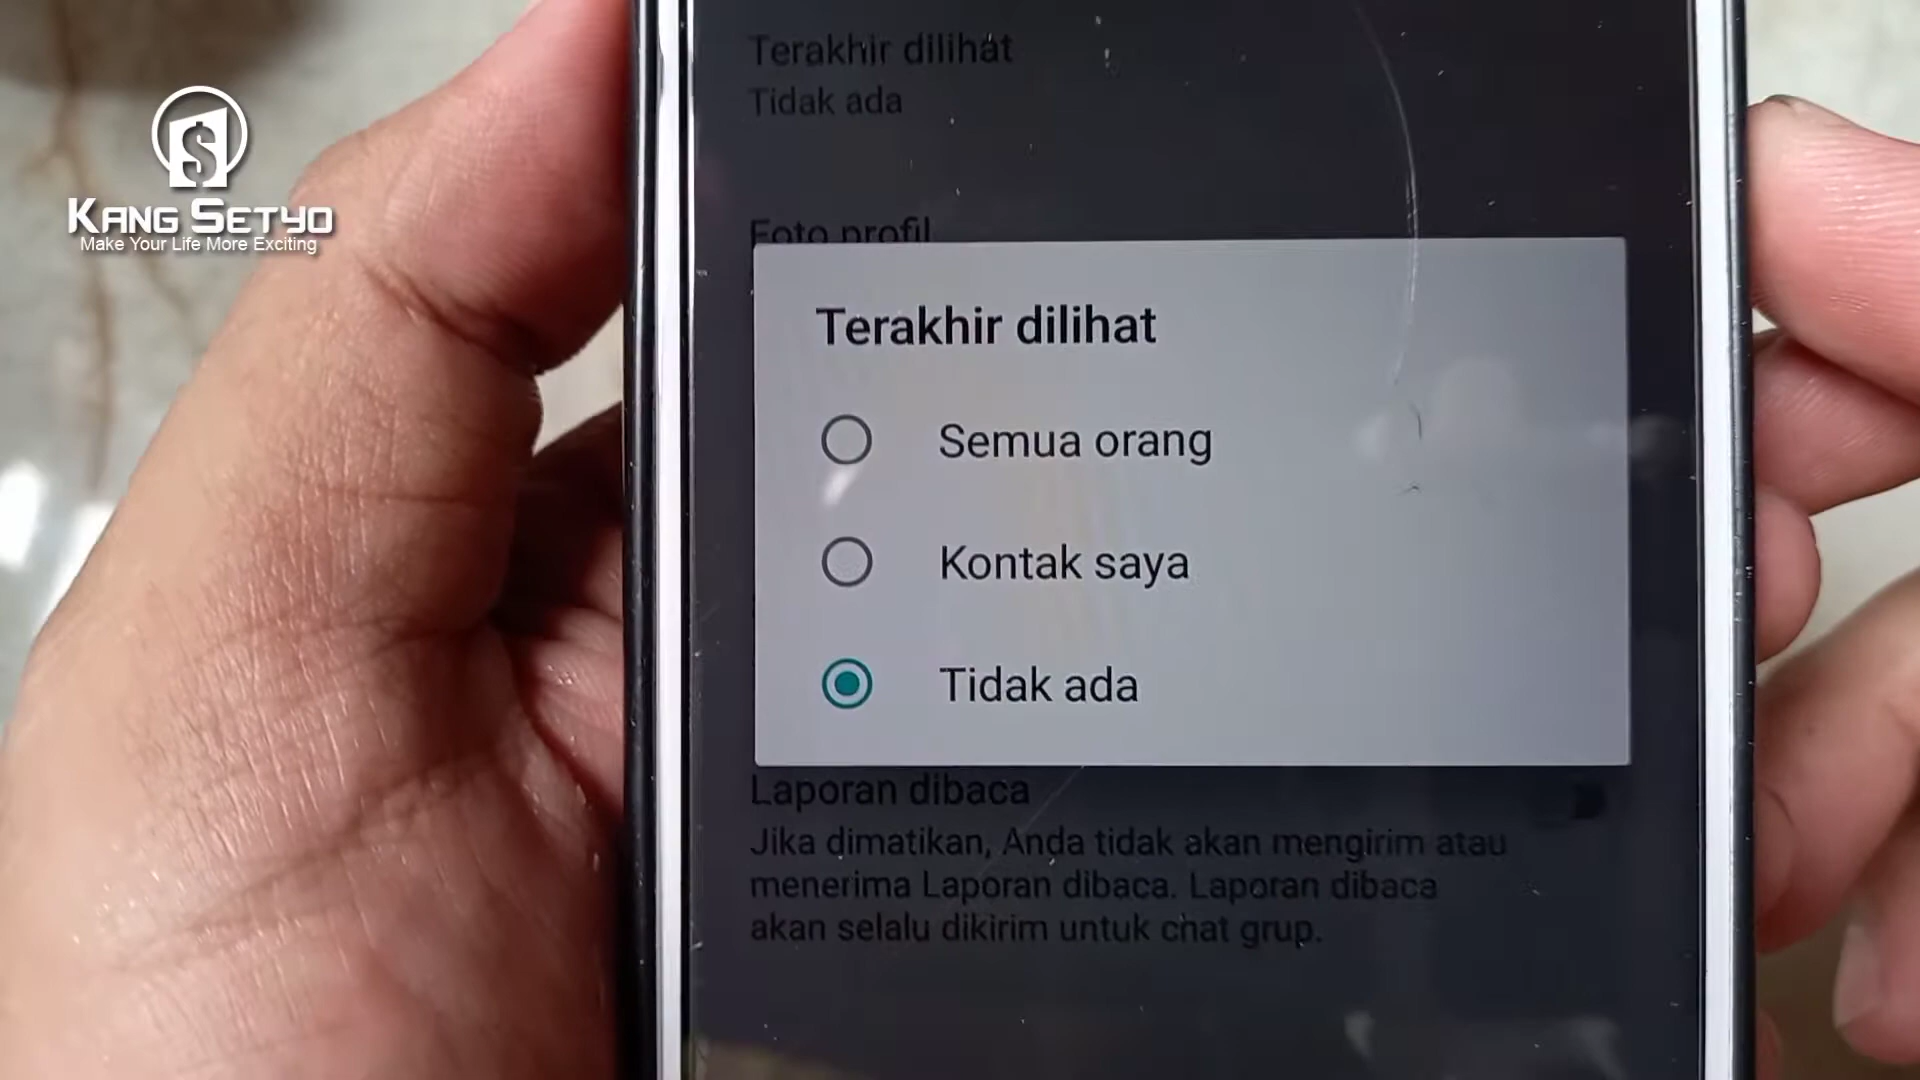 KANG SETYO
Make Your Life More Exciting
Terakhir dilihat
Tidak ada
Foto profil
Terakhir dilihat
Semua orang
Kontak saya
Tidak ada
Laporan dibaca
Jika dimatikan, Anda tidak akan mengirim atau
menerima Laporan dibaca. Laporan dibaca
akan selalu dikirim untuk chat grup.